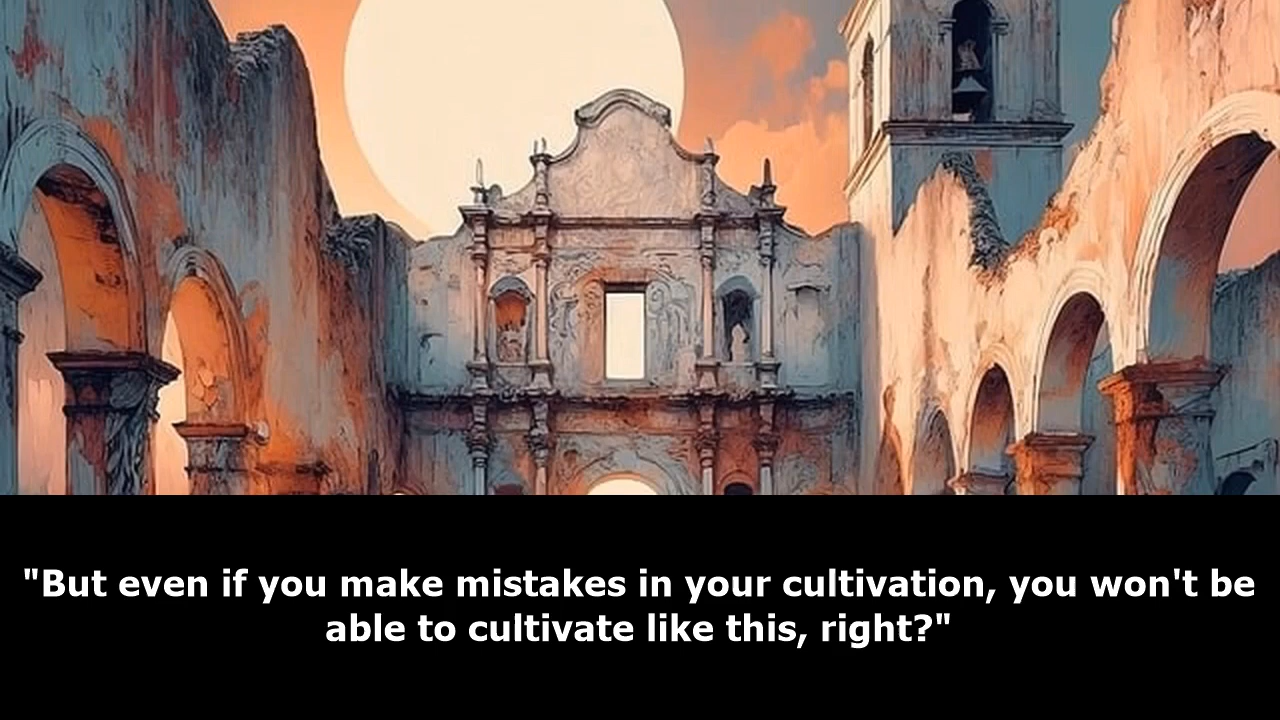 "But even if you make mistakes in your cultivation, you won't be
able to cultivate like this, right?"